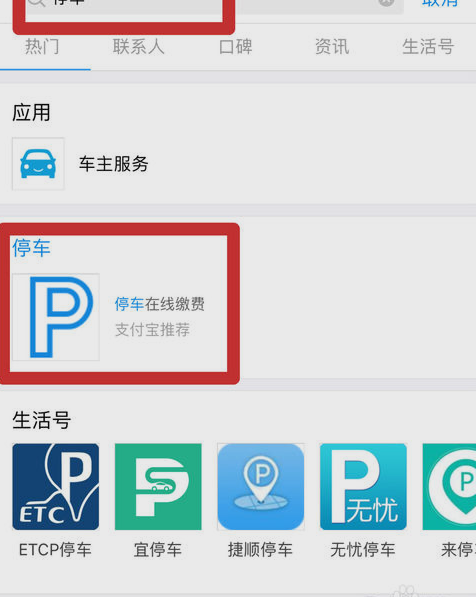 停车
取消
热门 联系人 口碑 资讯 生活号
应用
车主服务
停车
P
停车在线缴费
支付宝推荐
生活号
P ETC P P P无忧 P
ETCP停车 宜停车 捷顺停车 无忧停车 来停